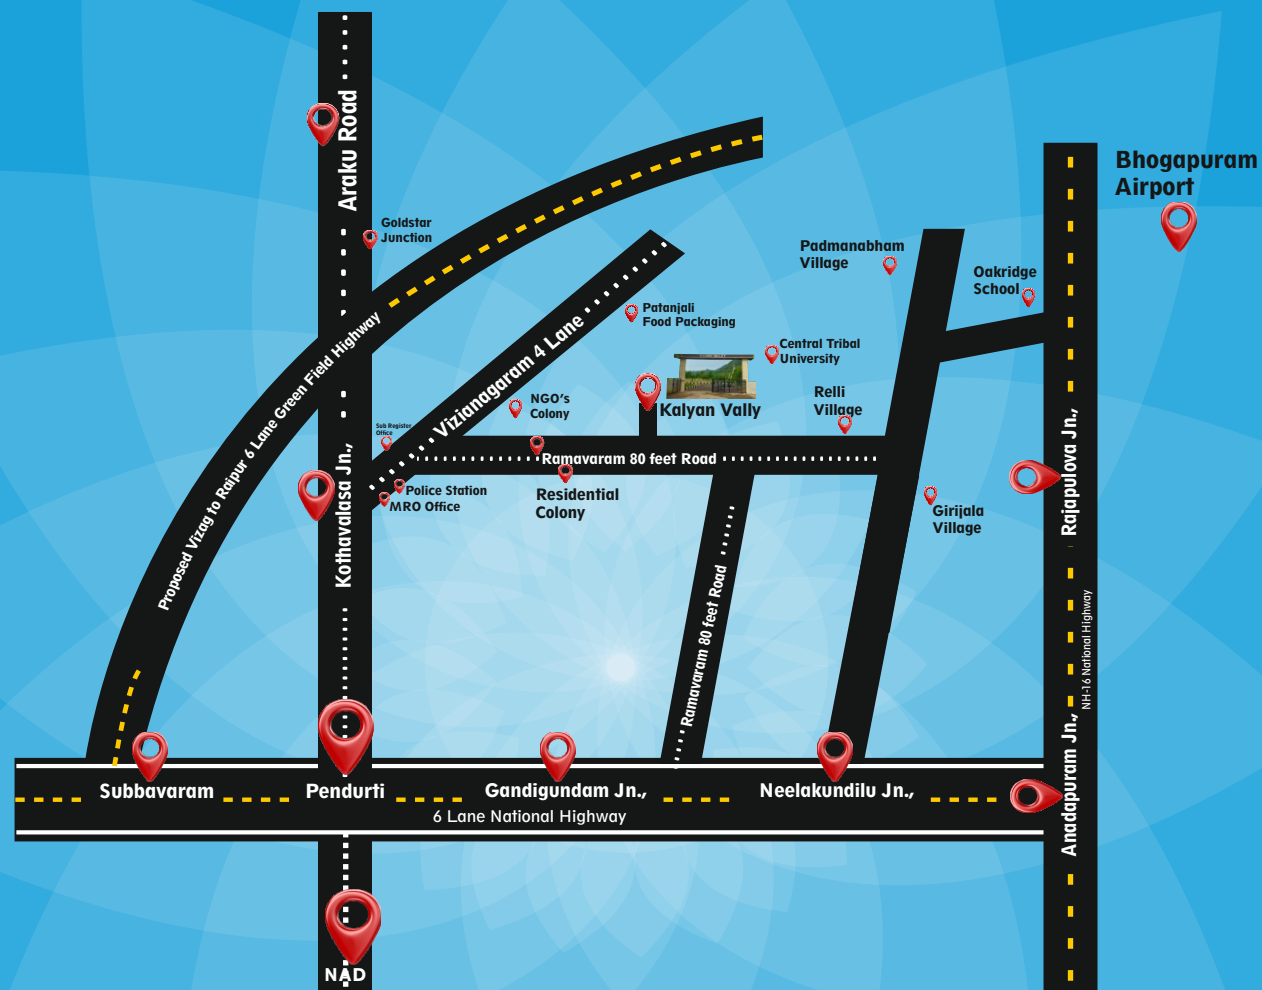 Araku Road
Bhogapuram
Airport
Goldstar
Junction
Padmanabham
Village
Oakridge
School
Patanjali
Food Packaging
Proposed Vizag to Raipur 6 Lane Green Field Highway
Vizianagaram 4 Lane
Central Tribal
University
NGO's
Colony
Kalyan Vally
Relli
Village
Sub Register
Office
Ramavaram 80 feet Road
Rajapulova Jn.,
Kothavalasa Jn.,
Police Station
MRO Office
Residential
Colony
Girijala
Village
Ramavaram 80 feet Road
NH-16 National Highway
Anadapuram Jn.,
Subbavaram
Pendurti
Gandigundam Jn.,
Neelakundilu Jn.,
6 Lane National Highway
NAD